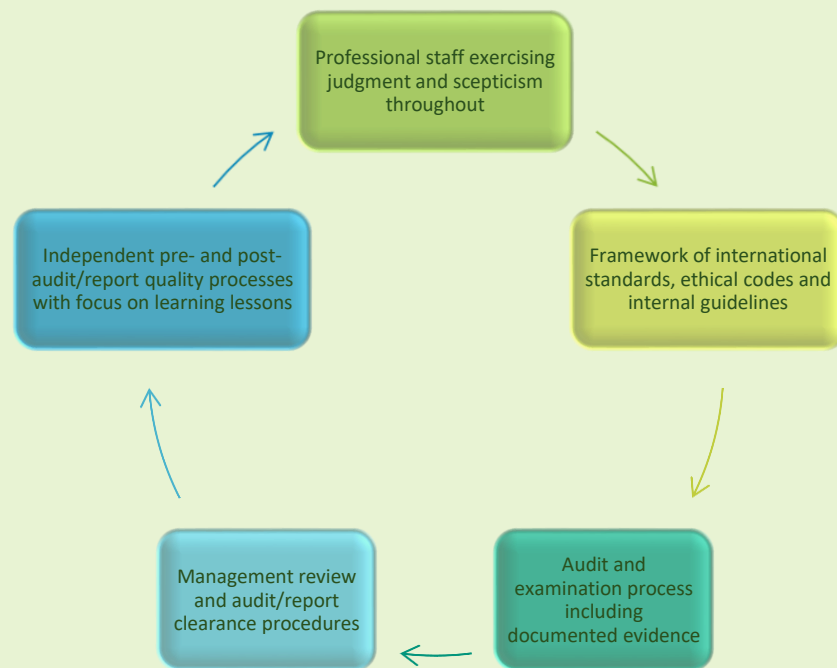 Professional staff exercising
judgment and scepticism
throughout
Framework of international
standards, ethical codes and
internal guidelines
Audit and
examination process
including
documented evidence
Management review
and audit/report
clearance procedures
Independent pre- and post-
audit/report quality processes
with focus on learning lessons